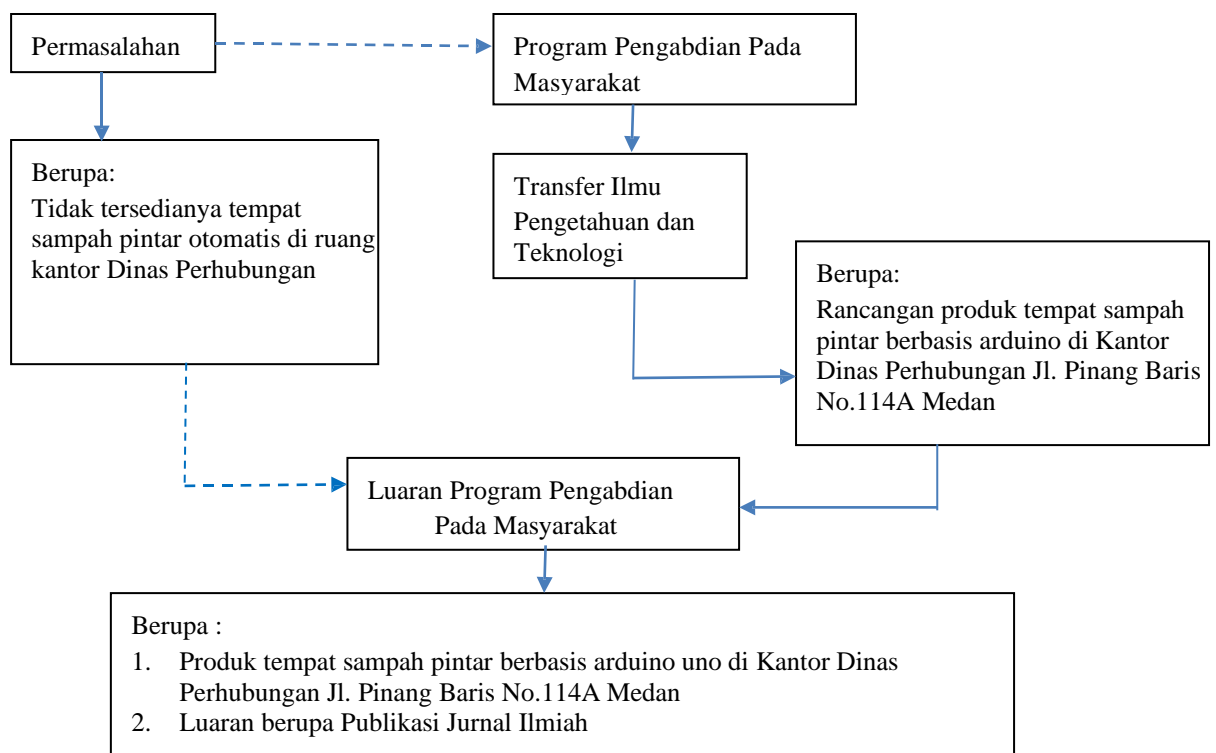 Permasalahan
Program Pengabdian Pada
Masyarakat
Berupa:
Tidak tersedianya tempat
sampah pintar otomatis di ruang
kantor Dinas Perhubungan
Transfer Ilmu
Pengetahuan dan
Teknologi
Berupa:
Rancangan produk tempat sampah
pintar berbasis arduino di Kantor
Dinas Perhubungan Jl. Pinang Baris
No.114A Medan
Luaran Program Pengabdian
Pada Masyarakat
Berupa :
1. Produk tempat sampah pintar berbasis arduino uno di Kantor Dinas
Perhubungan Jl. Pinang Baris No.114A Medan
2. Luaran berupa Publikasi Jurnal Ilmiah